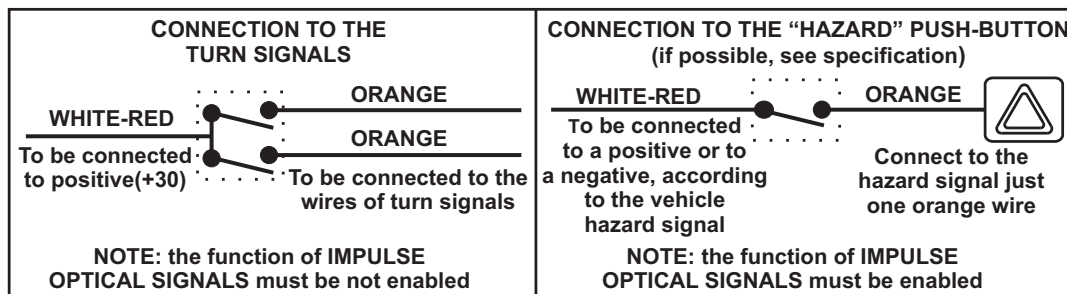 CONNECTION TO THE
TURN SIGNALS
ORANGE
WHITE-RED
ORANGE
To be connected
to positive(+30)
To be connected to the
wires of turn signals
NOTE: the function of IMPULSE
OPTICAL SIGNALS must be not enabled
CONNECTION TO THE “HAZARD” PUSH-BUTTON
(if possible, see specification)
WHITE-RED
ORANGE
To be connected
to a positive or to
a negative, according
to the vehicle
hazard signal
Connect to the
hazard signal just
one orange wire
NOTE: the function of IMPULSE
OPTICAL SIGNALS must be enabled